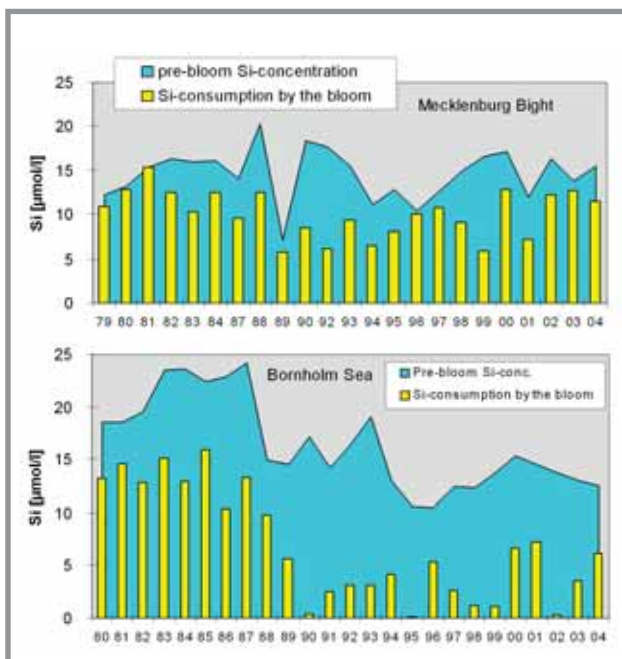 pre-bloom Si-concentration
Si-consumption by the bloom
Mecklenburg Bight
Si [µmol/l]
25
20
15
10
5
0
79 80 81 82 83 84 87 88 89 90 92 93 94 95 96 97 98 99 00 01 02 03 04
Bornholm Sea
Pre-bloom Si-conc.
Si-consumption by the bloom
Si [µmol/l]
25
20
15
10
5
0
80 81 82 83 84 85 86 87 88 89 90 91 92 93 94 95 96 97 98 99 00 01 02 03 04